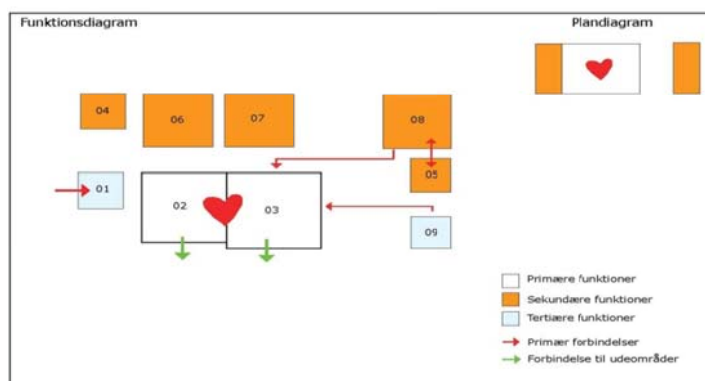 Funktionsdiagram
Plandiagram
04
06
07
08
05
01
02
03
09
Primære funktioner
Sekundære funktioner
Tertiære funktioner
Primær forbindelser
Forbindelse til udeområder